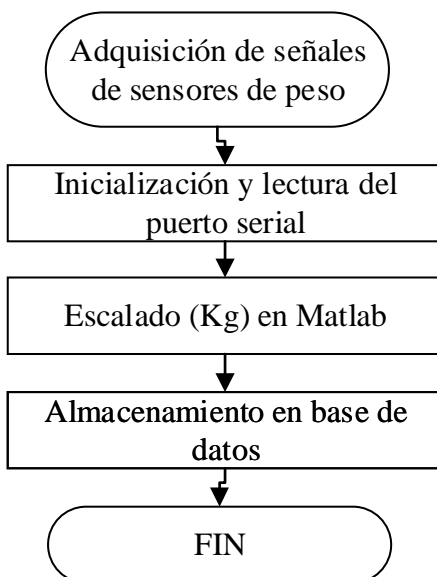 Adquisición de señales
de sensores de peso
Inicialización y lectura del
puerto serial
Escalado (Kg) en Matlab
Almacenamiento en base de
datos
FIN